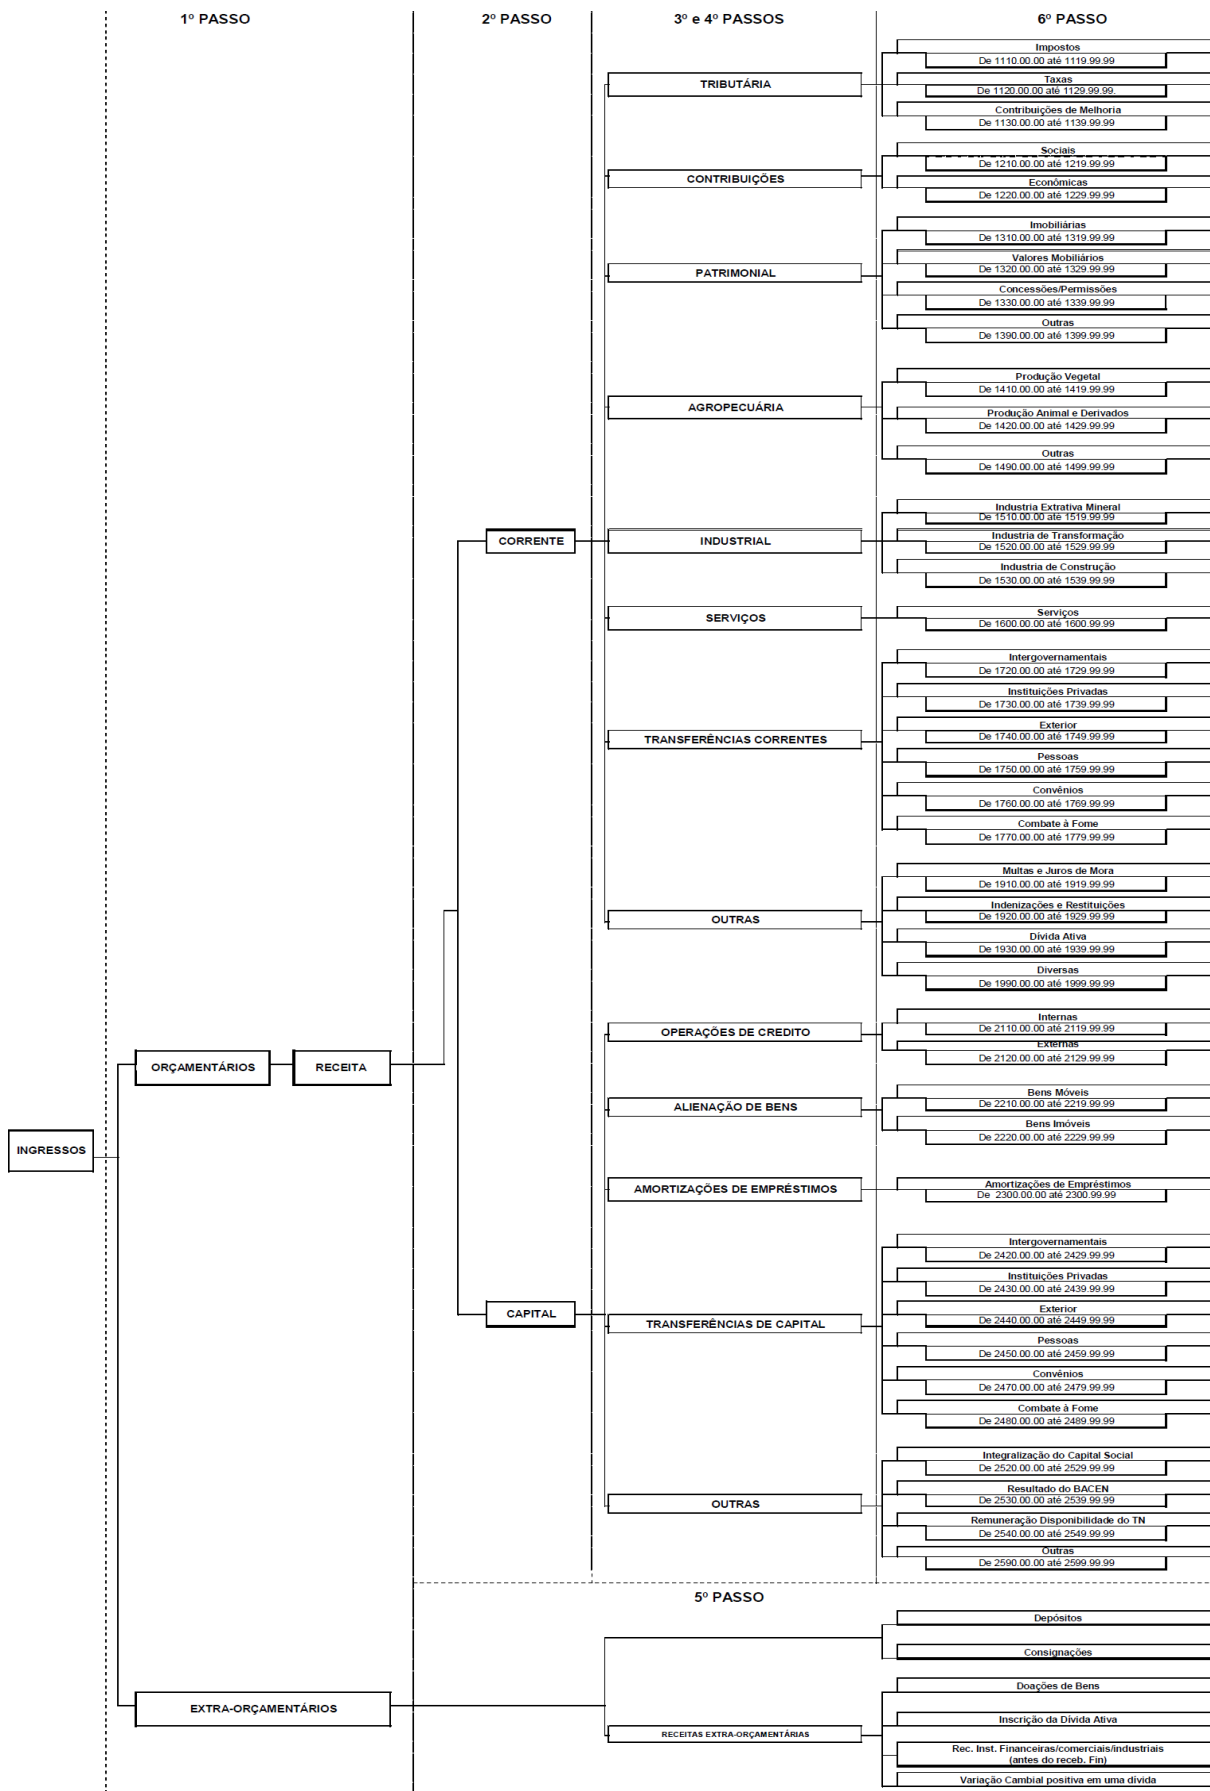 1º PASSO
2º PASSO
3º e 4º PASSOS
6º PASSO
TRIBUTÁRIA
Impostos
De 1110.00.00 até 1119.99.99
Taxas
De 1120.00.00 até 1129.99.99.
Contribuições de Melhoria
De 1130.00.00 até 1139.99.99
CONTRIBUIÇÕES
Sociais
De 1210.00.00 até 1219.99.99
Econômicas
De 1220.00.00 até 1229.99.99
PATRIMONIAL
Imobiliárias
De 1310.00.00 até 1319.99.99
Valores Mobiliários
De 1320.00.00 até 1329.99.99
Concessões/Permissões
De 1330.00.00 até 1339.99.99
Outras
De 1390.00.00 até 1399.99.99
AGROPECUÁRIA
Produção Vegetal
De 1410.00.00 até 1419.99.99
Produção Animal e Derivados
De 1420.00.00 até 1429.99.99
Outras
De 1490.00.00 até 1499.99.99
CORRENTE
INDUSTRIAL
Industria Extrativa Mineral
De 1510.00.00 até 1519.99.99
Industria de Transformação
De 1520.00.00 até 1529.99.99
Industria de Construção
De 1530.00.00 até 1539.99.99
SERVIÇOS
Serviços
De 1600.00.00 até 1600.99.99
TRANSFERÊNCIAS CORRENTES
Intergovernamentais
De 1720.00.00 até 1729.99.99
Instituições Privadas
De 1730.00.00 até 1739.99.99
Exterior
De 1740.00.00 até 1749.99.99
Pessoas
De 1750.00.00 até 1759.99.99
Convênios
De 1760.00.00 até 1769.99.99
Combate à Fome
De 1770.00.00 até 1779.99.99
OUTRAS
Multas e Juros de Mora
De 1910.00.00 até 1919.99.99
Indenizações e Restituições
De 1920.00.00 até 1929.99.99
Dívida Ativa
De 1930.00.00 até 1939.99.99
Diversas
De 1990.00.00 até 1999.99.99
INGRESSOS
ORÇAMENTÁRIOS
RECEITA
OPERAÇÕES DE CREDITO
Internas
De 2110.00.00 até 2119.99.99
Externas
De 2120.00.00 até 2129.99.99
ALIENAÇÃO DE BENS
Bens Móveis
De 2210.00.00 até 2219.99.99
Bens Imóveis
De 2220.00.00 até 2229.99.99
AMORTIZAÇÕES DE EMPRÉSTIMOS
Amortizações de Empréstimos
De 2300.00.00 até 2300.99.99
CAPITAL
TRANSFERÊNCIAS DE CAPITAL
Intergovernamentais
De 2420.00.00 até 2429.99.99
Instituições Privadas
De 2430.00.00 até 2439.99.99
Exterior
De 2440.00.00 até 2449.99.99
Pessoas
De 2450.00.00 até 2459.99.99
Convênios
De 2470.00.00 até 2479.99.99
Combate à Fome
De 2480.00.00 até 2489.99.99
OUTRAS
Integralização do Capital Social
De 2520.00.00 até 2529.99.99
Resultado do BACEN
De 2530.00.00 até 2539.99.99
Remuneração Disponibilidade do TN
De 2540.00.00 até 2549.99.99
Outras
De 2590.00.00 até 2599.99.99
5º PASSO
EXTRA-ORÇAMENTÁRIOS
Depósitos
Consignações
RECEITAS EXTRA-ORÇAMENTÁRIAS
Doações de Bens
Inscrição da Dívida Ativa
Rec. Inst. Financeiras/comerciais/industriais
(antes do receb. Fin)
Variação Cambial positiva em uma dívida